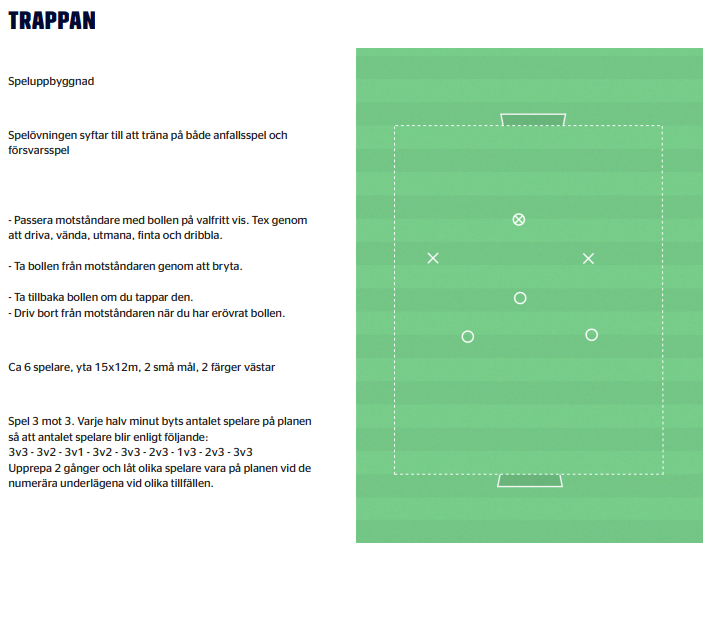 TRAPPAN
Speluppbyggnad
Spelövningen syftar till att träna på både anfallsspel och
försvarsspel
- Passera motståndare med bollen på valfritt vis. Tex genom
att driva, vända, utmana, finta och dribbla.
- Ta bollen från motståndaren genom att bryta.
- Ta tillbaka bollen om du tappar den.
- Driv bort från motståndaren när du har erövrat bollen.
Ca 6 spelare, yta 15x12m, 2 små mål, 2 färger västar
Spel 3 mot 3. Varje halv minut byts antalet spelare på planen
så att antalet spelare blir enligt följande:
3v3 - 3v2 - 3v1 - 3v2 - 3v3 - 2v3 - 1v3 - 2v3 - 3v3
Upprepa 2 gånger och låt olika spelare vara på planen vid de
numerära underlägena vid olika tillfällen.